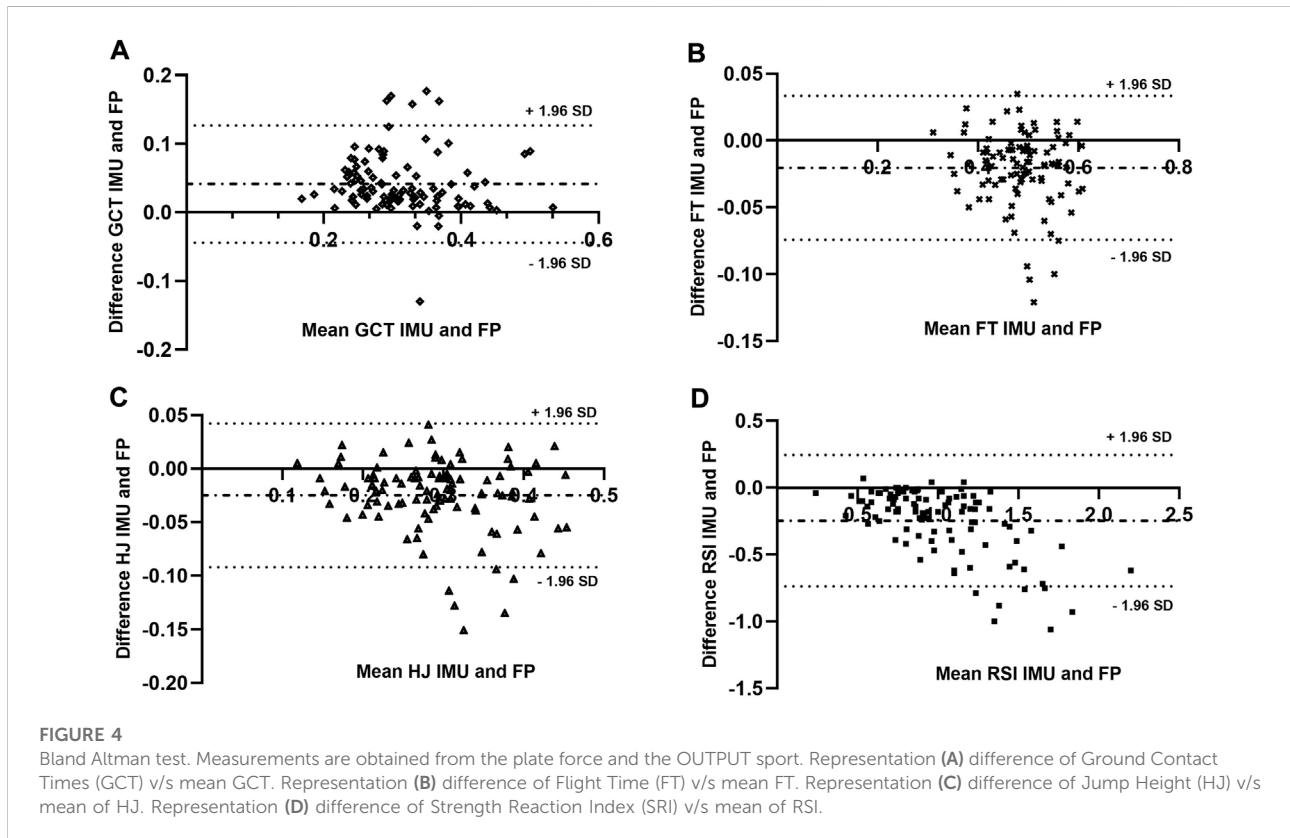 A
0.2
0.1
0.0
-0.1
-0.2
0.2
0.4
0.6
+ 1.96 SD
- 1.96 SD
Difference GCT IMU and FP
Mean GCT IMU and FP
B
0.05
0.00
-0.05
-0.10
-0.15
0.2
0.4
0.6
0.8
+ 1.96 SD
- 1.96 SD
Difference FT IMU and FP
Mean FT IMU and FP
C
0.05
0.00
-0.05
-0.10
-0.15
-0.20
0.1
0.2
0.3
0.4
0.5
+ 1.96 SD
- 1.96 SD
Difference HJ IMU and FP
Mean HJ IMU and FP
D
0.5
0.0
-0.5
-1.0
-1.5
0.5
1.0
1.5
2.0
2.5
+ 1.96 SD
- 1.96 SD
Difference RSI IMU and FP
Mean RSI IMU and FP
FIGURE 4
Bland Altman test. Measurements are obtained from the plate force and the OUTPUT sport. Representation (A) difference of Ground Contact
Times (GCT) v/s mean GCT. Representation (B) difference of Flight Time (FT) v/s mean FT. Representation (C) difference of Jump Height (HJ) v/s
mean of HJ. Representation (D) difference of Strength Reaction Index (SRI) v/s mean of RSI.